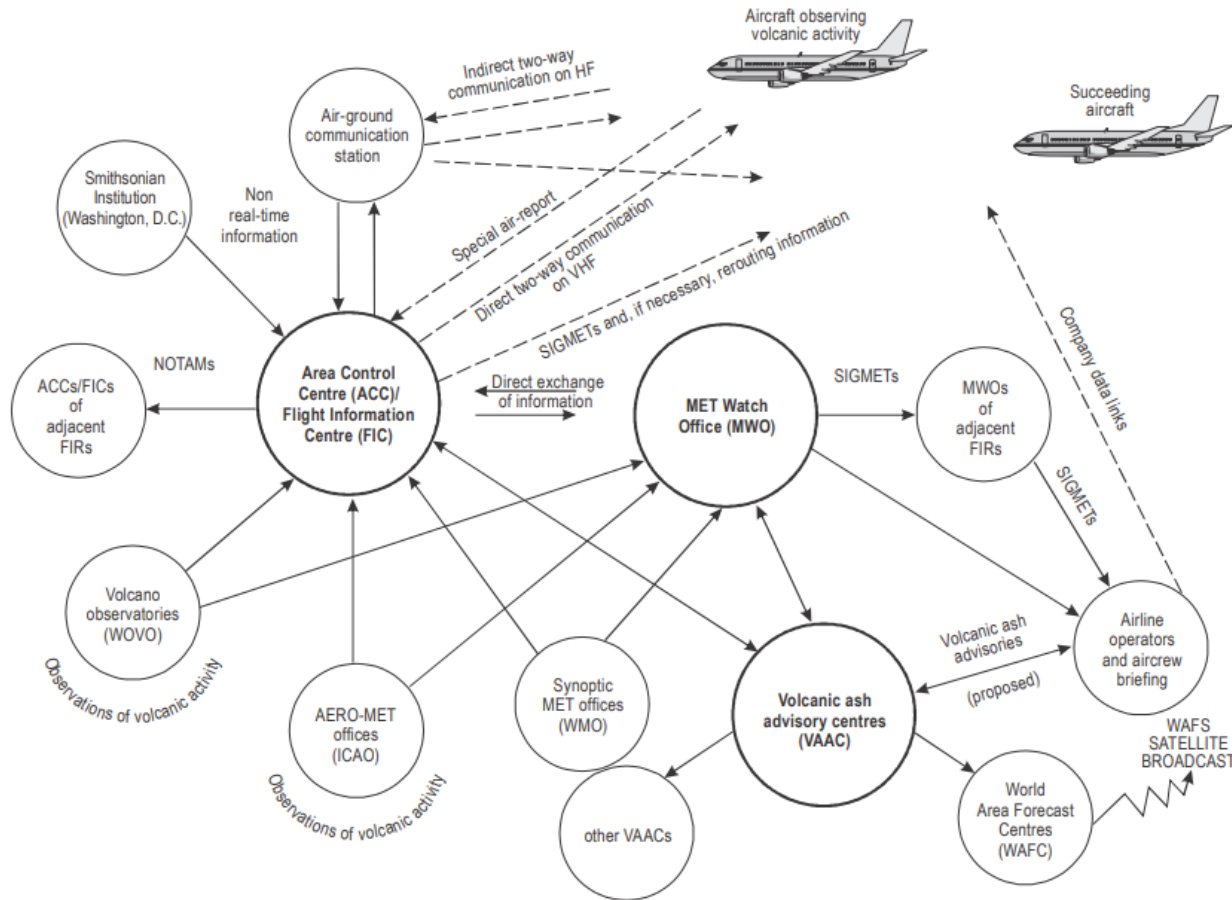 Aircraft observing
volcanic activity
Indirect two-way
communication on HF
Succeeding
aircraft
Air-ground
communication
station
Smithsonian
Institution
(Washington, D.C.)
Non
real-time
information
Special air-report
Direct two-way communication
on VHF
SIGMETs and, if necessary, rerouting information
Company data links
NOTAMs
ACCs/FICs
of
adjacent
FIRs
Area Control
Centre (ACC)/
Flight Information
Centre (FIC)
Direct exchange
of information
MET Watch
Office (MWO)
SIGMETs
MWOs
of adjacent
FIRs
SIGMETs
Volcano
observatories
(WOVO)
Observations of volcanic activity
AERO-MET
offices
(ICAO)
Observations of volcanic activity
Synoptic
MET offices
(WMO)
other VAACs
Volcanic ash
advisory centres
(VAAC)
Volcanic ash
advisories
(proposed)
Airline
operators
and aircrew
briefing
WAFS
SATELLITE
BROADCAST
World
Area Forecast
Centres
(WAFC)